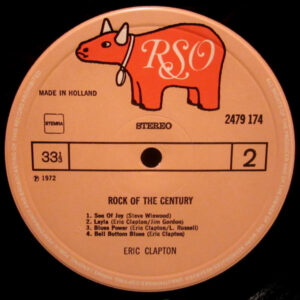 RSO
MADE IN HOLLAND
STEMRA
STEREO
2479 174
33⅓
2
℗ 1972
ROCK OF THE CENTURY
1. Sea Of Joy (Steve Winwood)
2. Layla (Eric Clapton/Jim Gordon)
3. Blues Power (Eric Clapton/L. Russell)
4. Bell Bottom Blues (Eric Clapton)
ERIC CLAPTON